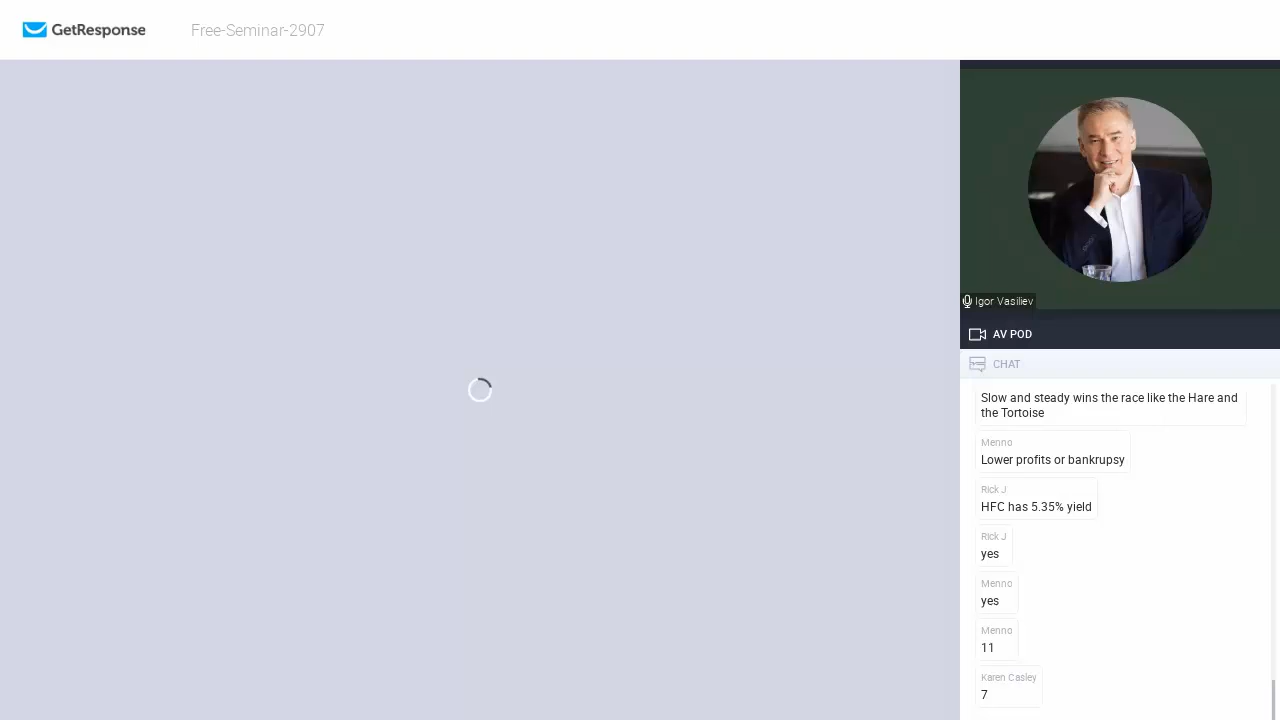 GetResponse
Free-Seminar-2907
Igor Vasiliev
AV POD
CHAT
Slow and steady wins the race like the Hare and
the Tortoise
Menno
Lower profits or bankrupsy
Rick J
HFC has 5.35% yield
Rick J
yes
Menno
yes
Menno
11
Karen Casley
7